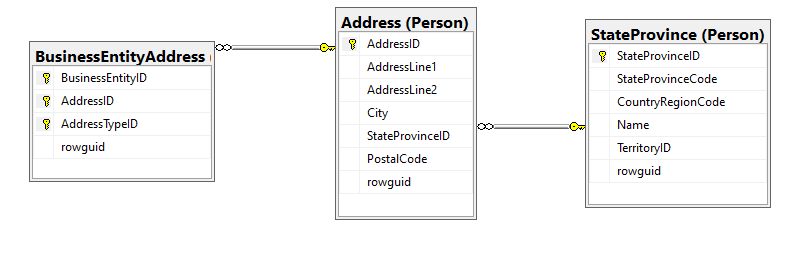 BusinessEntityAddress (
BusinessEntityID
AddressID
AddressTypeID
rowguid
Address (Person)
AddressID
AddressLine1
AddressLine2
City
StateProvinceID
PostalCode
rowguid
StateProvince (Person)
StateProvinceID
StateProvinceCode
CountryRegionCode
Name
TerritoryID
rowguid